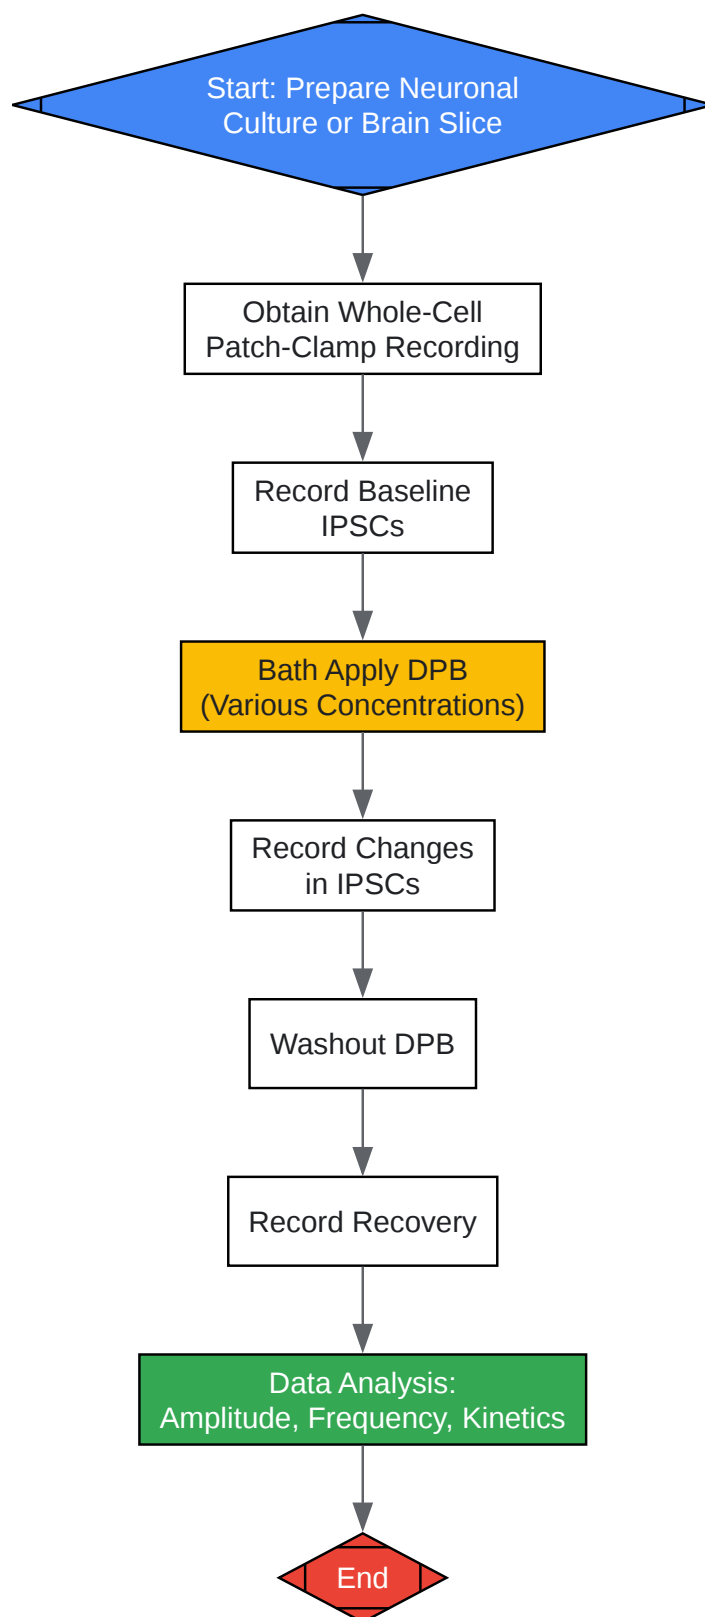 Start: Prepare Neuronal
Culture or Brain Slice
Obtain Whole-Cell
Patch-Clamp Recording
Record Baseline
IPSCs
Bath Apply DPB
(Various Concentrations)
Record Changes
in IPSCs
Washout DPB
Record Recovery
Data Analysis:
Amplitude, Frequency, Kinetics
End